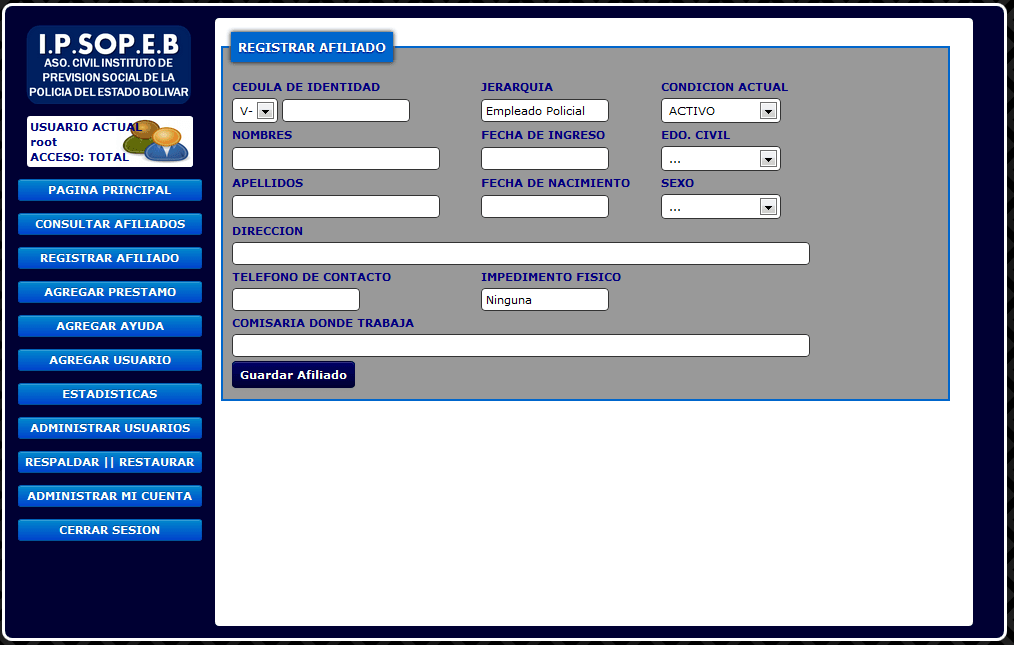 I.P.SOP.E.B
ASO. CIVIL INSTITUTO DE
PREVISION SOCIAL DE LA
POLICIA DEL ESTADO BOLIVAR
USUARIO ACTUAL
root
ACCESO: TOTAL
PAGINA PRINCIPAL
CONSULTAR AFILIADOS
REGISTRAR AFILIADO
AGREGAR PRESTAMO
AGREGAR AYUDA
AGREGAR USUARIO
ESTADISTICAS
ADMINISTRAR USUARIOS
RESPALDAR || RESTAURAR
ADMINISTRAR MI CUENTA
CERRAR SESION
REGISTRAR AFILIADO
CEDULA DE IDENTIDAD JERARQUIA CONDICION ACTUAL
V- Empleado Policial ACTIVO
NOMBRES FECHA DE INGRESO EDO. CIVIL
...
APELLIDOS FECHA DE NACIMIENTO SEXO
...
DIRECCION
TELEFONO DE CONTACTO IMPEDIMENTO FISICO
Ninguna
COMISARIA DONDE TRABAJA
Guardar Afiliado